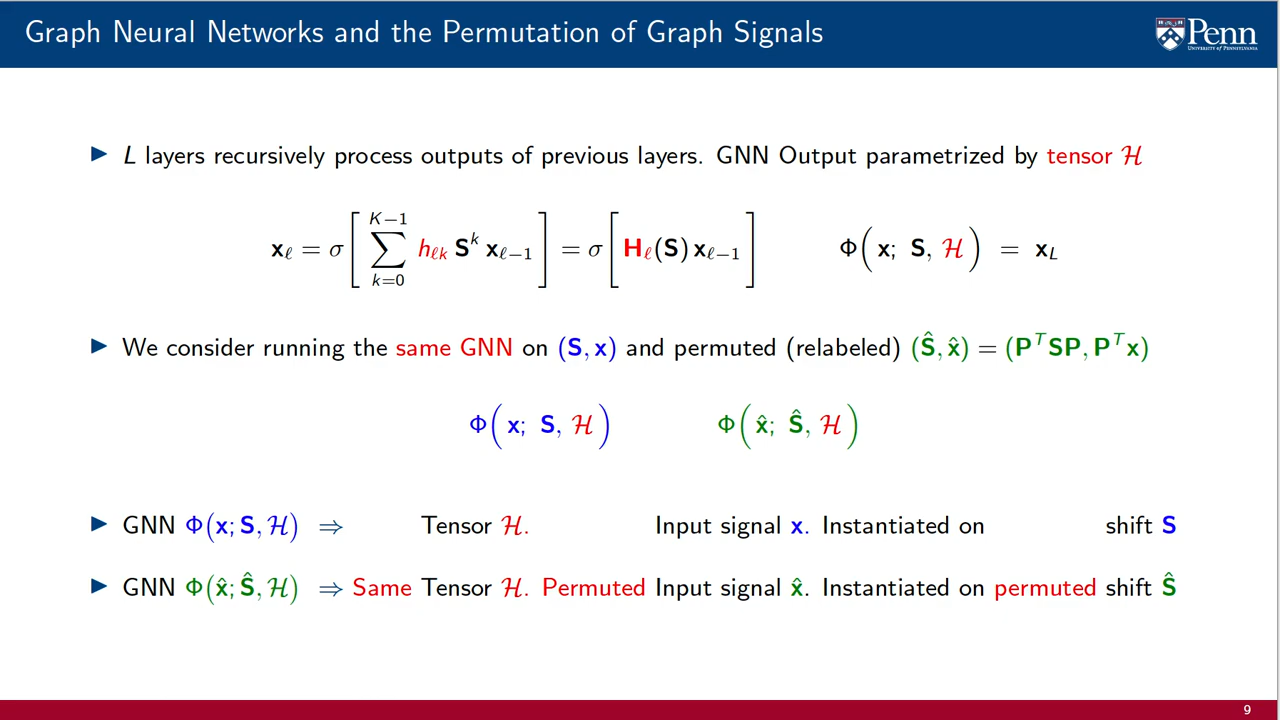 Graph Neural Networks and the Permutation of Graph Signals
Penn
UNIVERSITY of PENNSYLVANIA
▶ L layers recursively process outputs of previous layers. GNN Output parametrized by tensor ℋ
x_ℓ = σ[ ∑_{k=0}^{K−1} h_{ℓk} S^k x_{ℓ−1} ] = σ[ H_ℓ(S) x_{ℓ−1} ]   Φ( x; S, ℋ ) = x_L
▶ We consider running the same GNN on (S, x) and permuted (relabeled) (Ŝ, x̂) = (P^T SP, P^T x)
Φ( x; S, ℋ )   Φ( x̂; Ŝ, ℋ )
▶ GNN Φ(x; S, ℋ) ⇒ Tensor ℋ. Input signal x. Instantiated on shift S
▶ GNN Φ(x̂; Ŝ, ℋ) ⇒ Same Tensor ℋ. Permuted Input signal x̂. Instantiated on permuted shift Ŝ
9